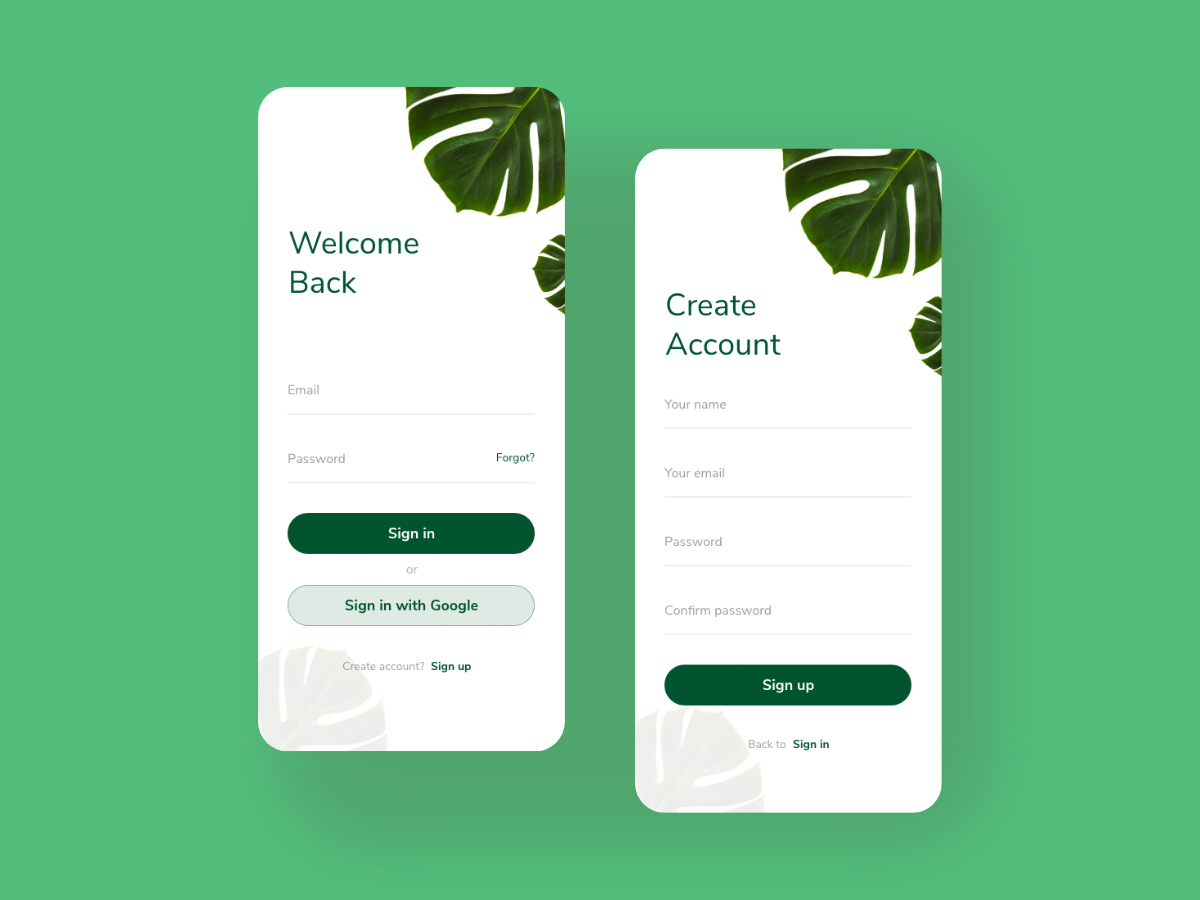 Welcome
Back
Email
Password
Forgot?
Sign in
or
Sign in with Google
Create account? Sign up
Create
Account
Your name
Your email
Password
Confirm password
Sign up
Back to Sign in